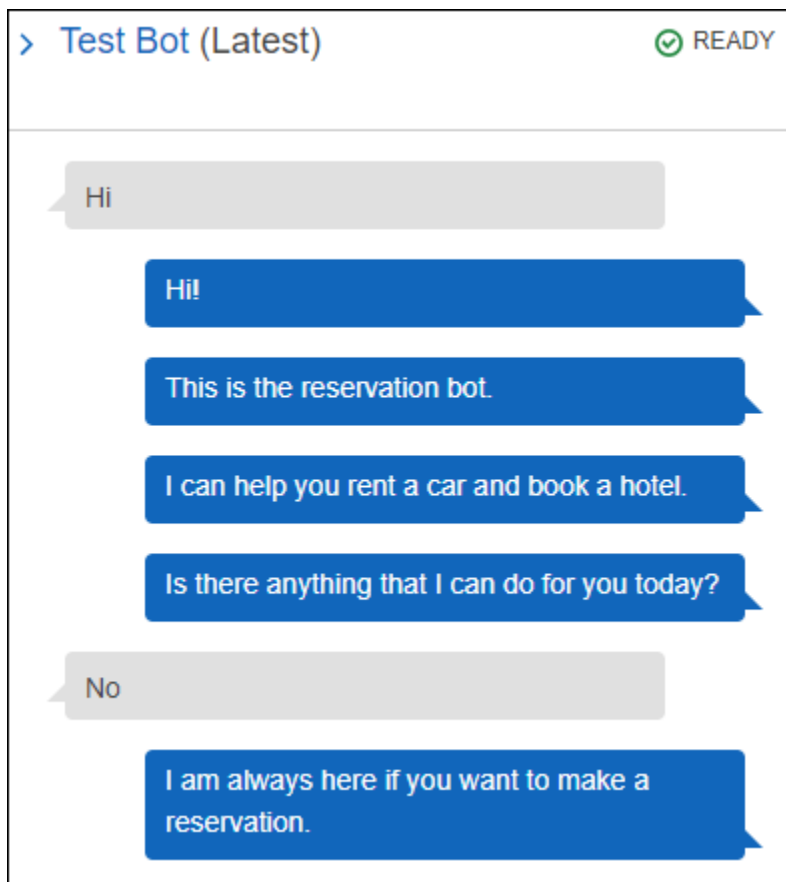 Test Bot (Latest)
READY
Hi
Hi!
This is the reservation bot.
I can help you rent a car and book a hotel.
Is there anything that I can do for you today?
No
I am always here if you want to make a
reservation.